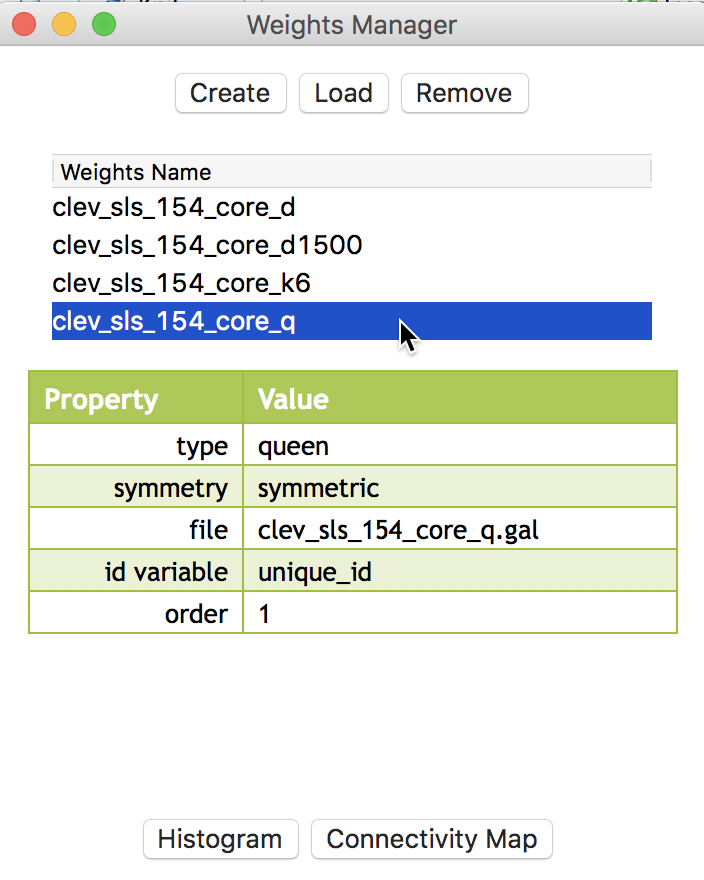 Weights Manager
Create Load Remove
Weights Name
clev_sls_154_core_d
clev_sls_154_core_d1500
clev_sls_154_core_k6
clev_sls_154_core_q
Property Value
type queen
symmetry symmetric
file clev_sls_154_core_q.gal
id variable unique_id
order 1
Histogram Connectivity Map